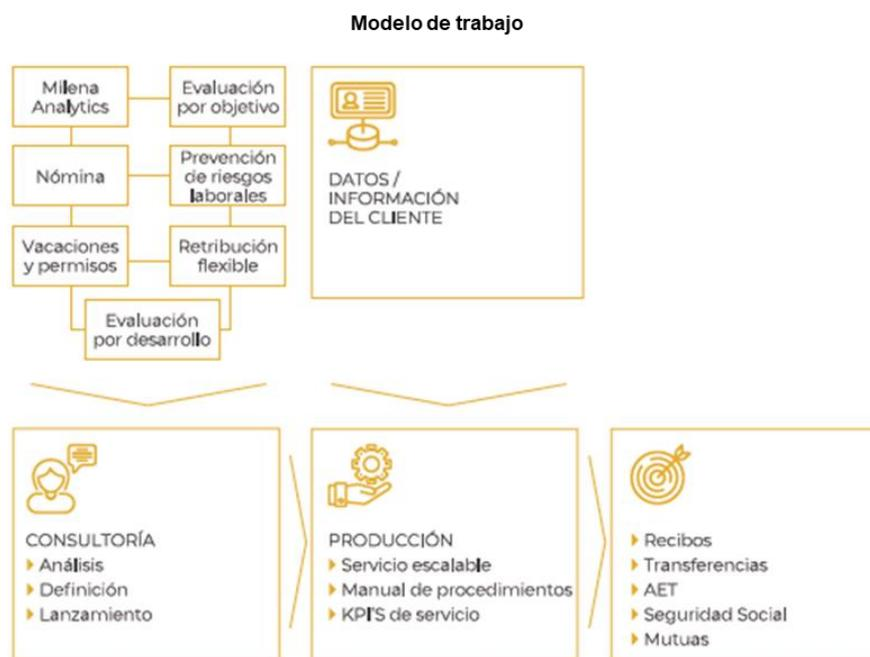 Modelo de trabajo
Milena
Analytics
Evaluación
por objetivo
Nómina
Prevención
de riesgos
laborales
Vacaciones
y permisos
Retribución
flexible
Evaluación
por desarrollo
DATOS /
INFORMACIÓN
DEL CLIENTE
CONSULTORÍA
Análisis
Definición
Lanzamiento
PRODUCCIÓN
Servicio escalable
Manual de procedimientos
KPI'S de servicio
Recibos
Transferencias
AET
Seguridad Social
Mutuas